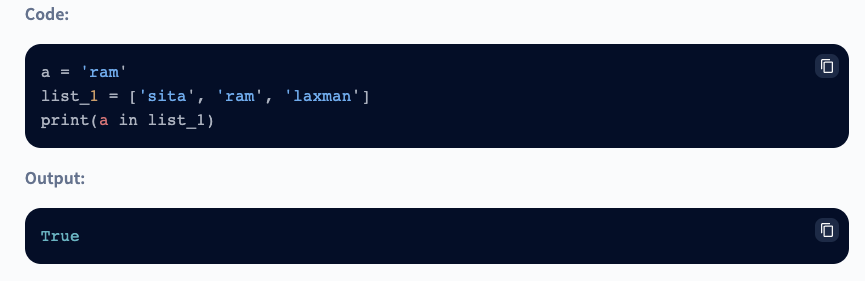 Code:
a = 'ram'
list_1 = ['sita', 'ram', 'laxman']
print(a in list_1)
Output:
True